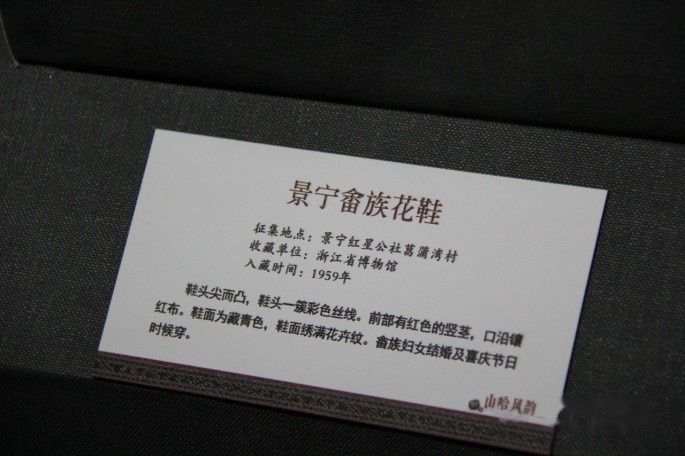 景宁畲族花鞋
征集地点：景宁红星公社菖蒲湾村
收藏单位：浙江省博物馆
入藏时间：1959年
鞋头尖而凸，鞋头一簇彩色丝线。前部有红色的竖茎，口沿镶
红布。鞋面为藏青色，鞋面绣满花卉纹。畲族妇女结婚及喜庆节日
时候穿。
山哈风韵